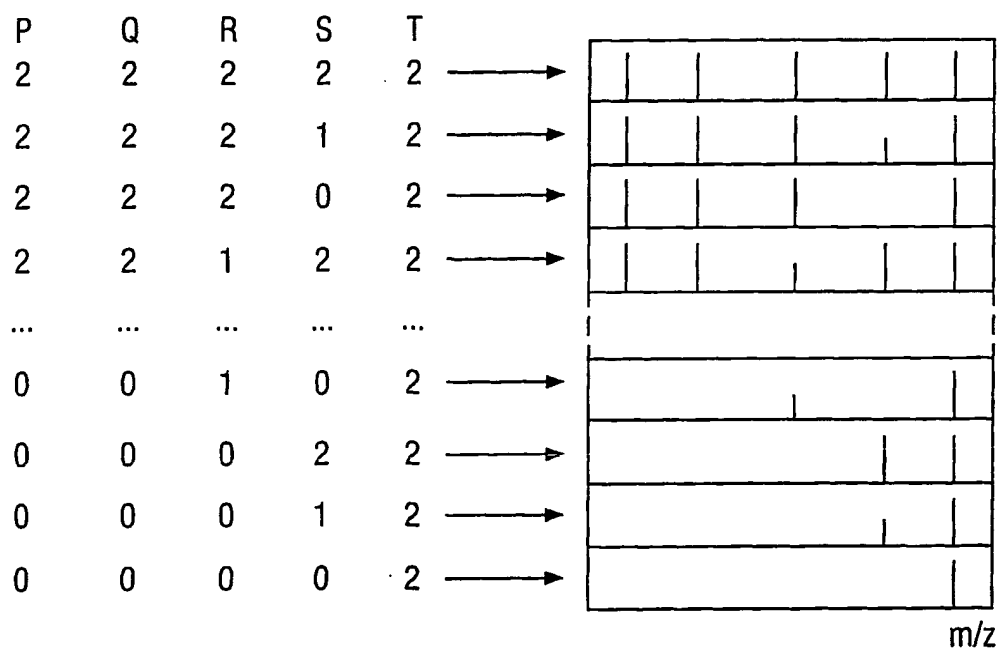 P Q R S T
2 2 2 2 2
2 2 2 1 2
2 2 2 0 2
2 2 1 2 2
... ... ... ... ...
0 0 1 0 2
0 0 0 2 2
0 0 0 1 2
0 0 0 0 2
m/z